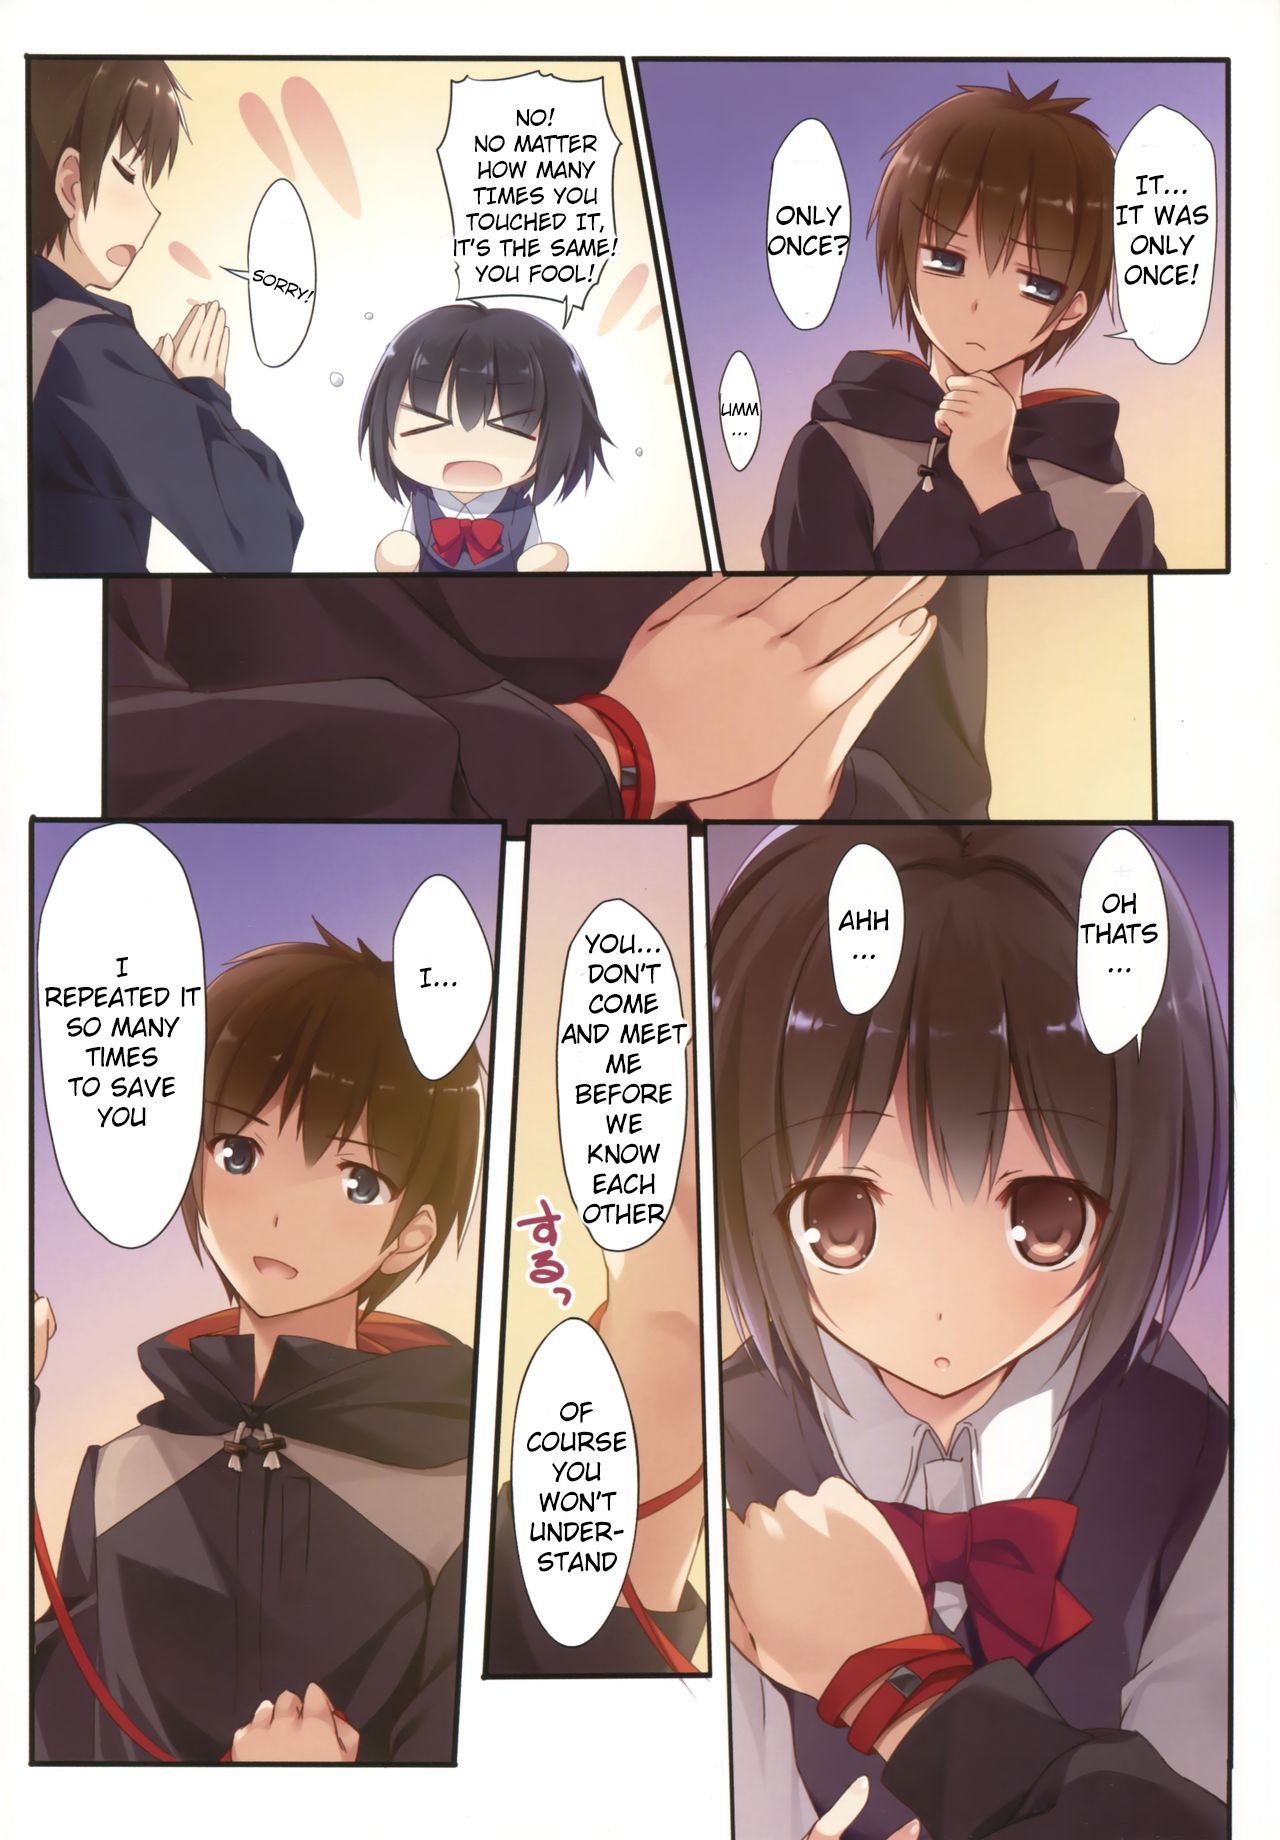 IT...
IT WAS
ONLY
ONCE!
ONLY
ONCE?
UMM
...
NO!
NO MATTER
HOW MANY
TIMES YOU
TOUCHED IT,
IT'S THE SAME!
YOU FOOL!
SORRY!
OH
THATS
...
AHH
...
YOU...
DON'T
COME
AND MEET
ME
BEFORE
WE
KNOW
EACH
OTHER
するっ
OF
COURSE
YOU
WON'T
UNDER-
STAND
I...
I
REPEATED IT
SO MANY
TIMES
TO SAVE
YOU